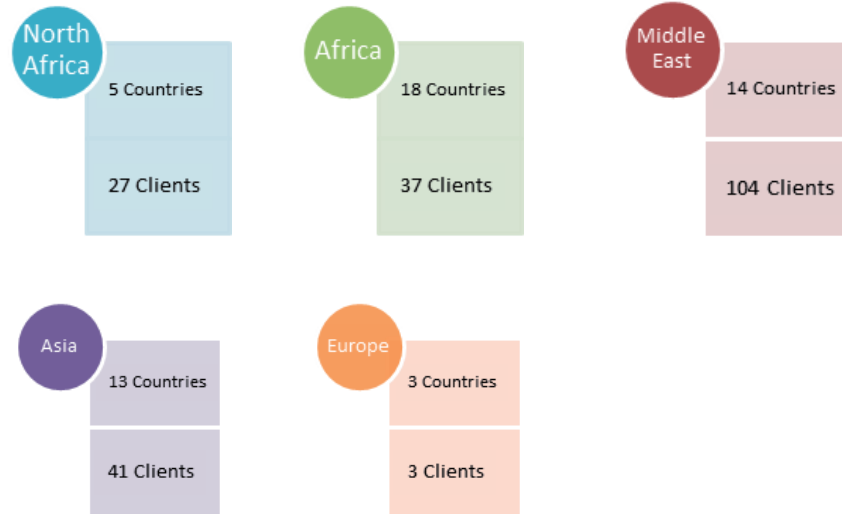 North
Africa
5 Countries
27 Clients
Africa
18 Countries
37 Clients
Middle
East
14 Countries
104 Clients
Asia
13 Countries
41 Clients
Europe
3 Countries
3 Clients